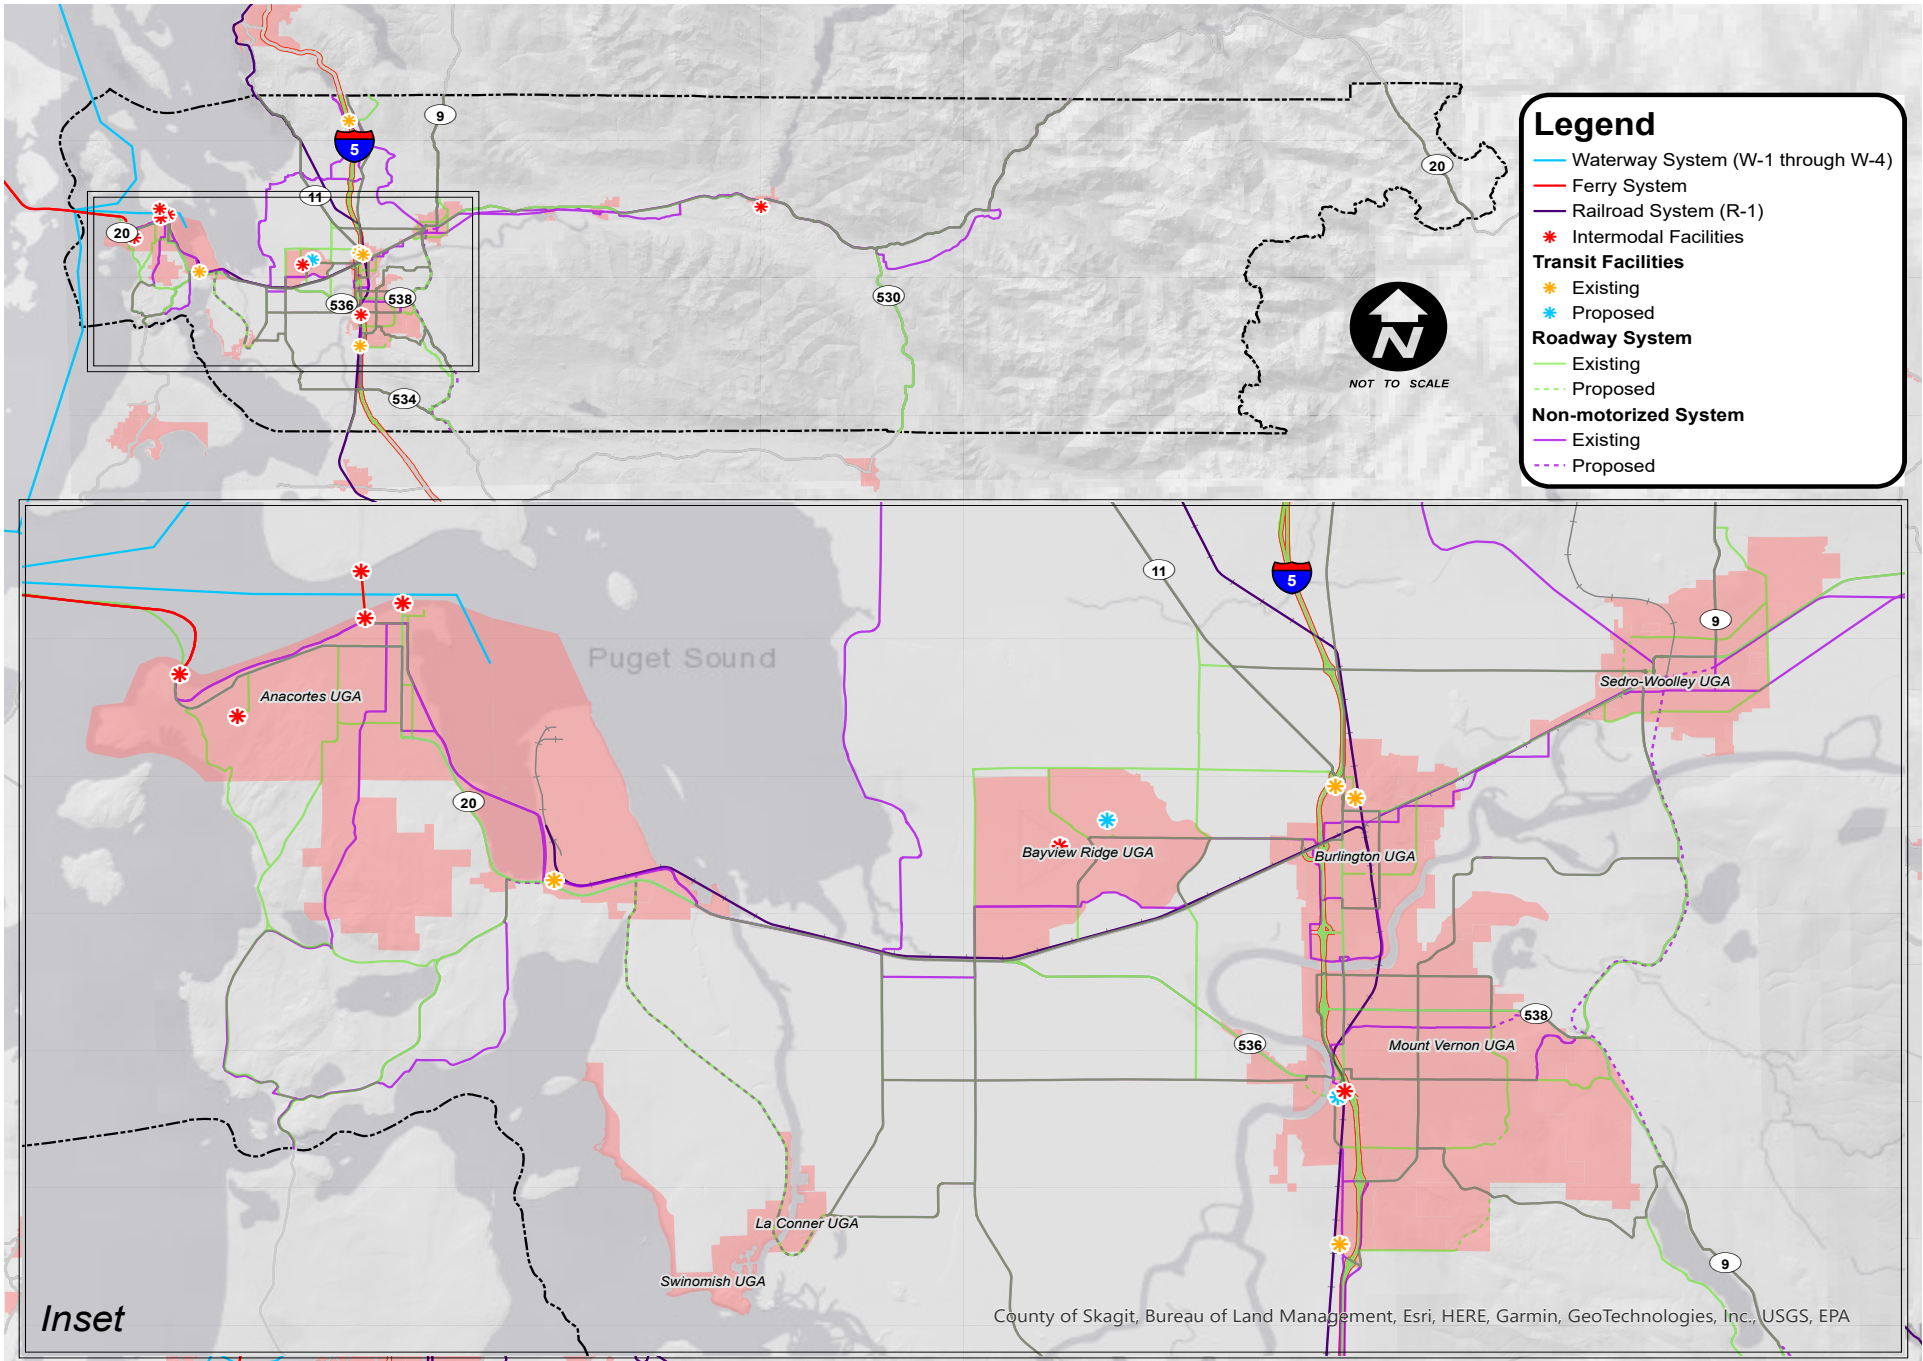 9
5
11
20
20
530
536
538
534
Legend
Waterway System (W-1 through W-4)
Ferry System
Railroad System (R-1)
Intermodal Facilities
Transit Facilities
Existing
Proposed
Roadway System
Existing
Proposed
Non-motorized System
Existing
Proposed
N
NOT TO SCALE
11
5
9
Puget Sound
Sedro-Woolley UGA
Anacortes UGA
20
Bayview Ridge UGA
Burlington UGA
538
536
Mount Vernon UGA
La Conner UGA
9
Swinomish UGA
Inset
County of Skagit, Bureau of Land Management, Esri, HERE, Garmin, GeoTechnologies, Inc., USGS, EPA